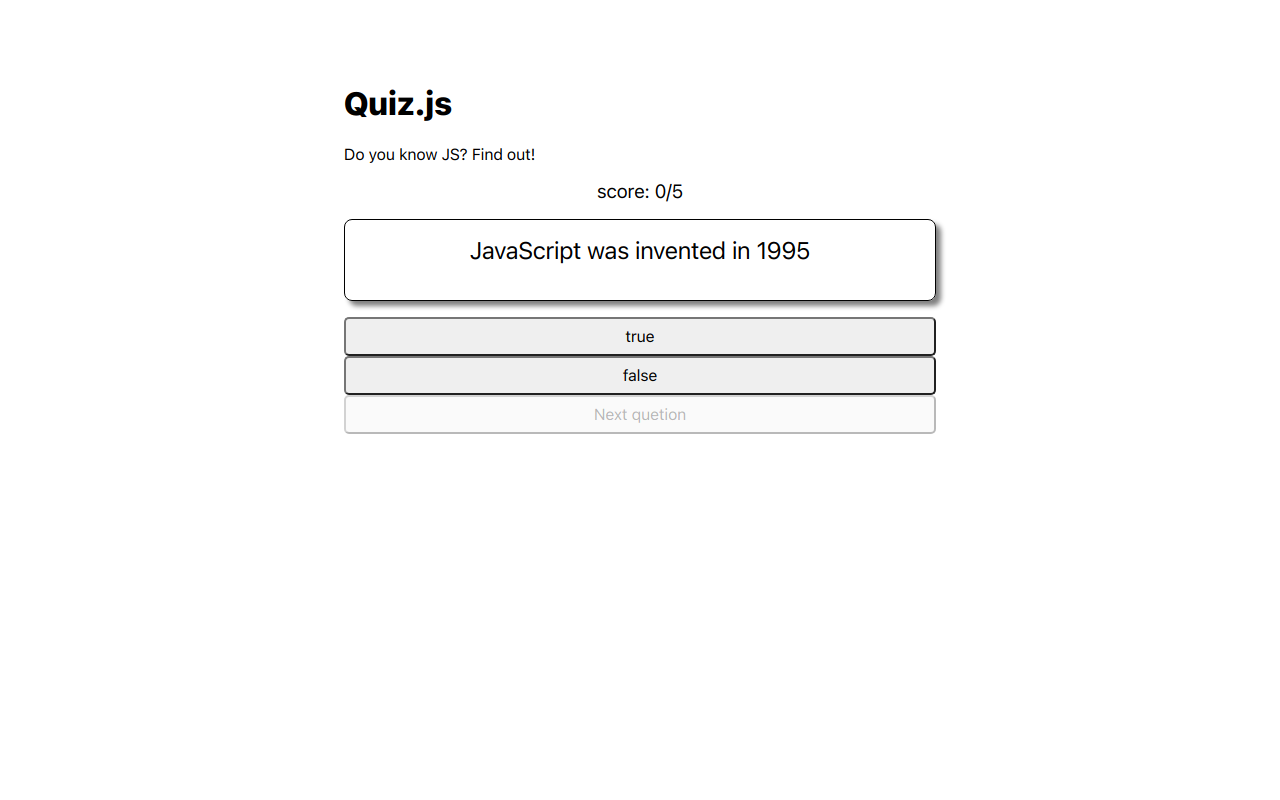 Quiz.js
Do you know JS? Find out!
score: 0/5
JavaScript was invented in 1995
true
false
Next quetion